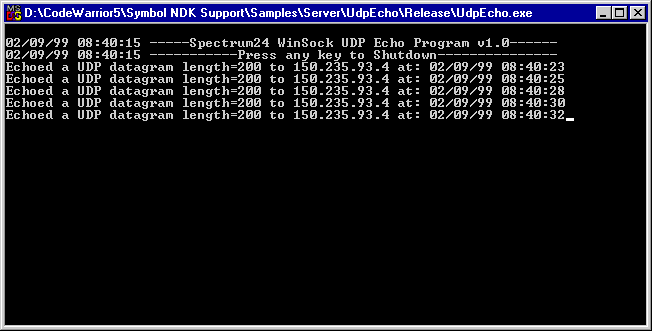 D:\CodeWarrior5\Symbol NDK Support\Samples\Server\UdpEcho\Release\UdpEcho.exe
02/09/99 08:40:15 -----Spectrum24 WinSock UDP Echo Program v1.0------
02/09/99 08:40:15 -----------Press any key to Shutdown---------------
Echoed a UDP datagram length=200 to 150.235.93.4 at: 02/09/99 08:40:23
Echoed a UDP datagram length=200 to 150.235.93.4 at: 02/09/99 08:40:25
Echoed a UDP datagram length=200 to 150.235.93.4 at: 02/09/99 08:40:28
Echoed a UDP datagram length=200 to 150.235.93.4 at: 02/09/99 08:40:30
Echoed a UDP datagram length=200 to 150.235.93.4 at: 02/09/99 08:40:32